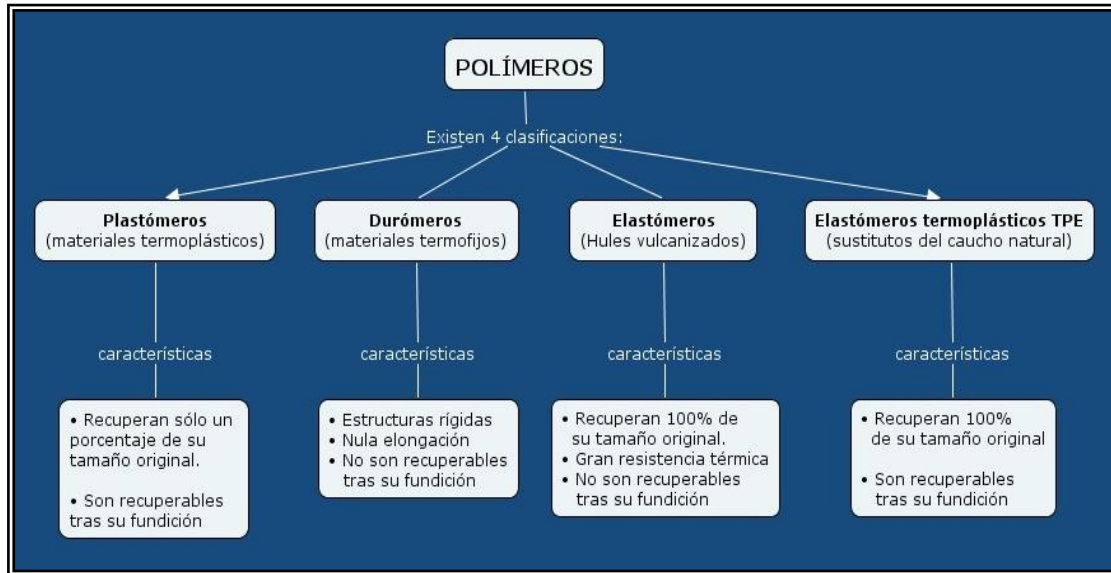 POLÍMEROS
Existen 4 clasificaciones:
Plastómeros
(materiales termoplásticos)
Durómeros
(materiales termofijos)
Elastómeros
(Hules vulcanizados)
Elastómeros termoplásticos TPE
(sustitutos del caucho natural)
características
características
características
características
• Recuperan sólo un
porcentaje de su
tamaño original.
• Son recuperables
tras su fundición
• Estructuras rígidas
• Nula elongación
• No son recuperables
tras su fundición
• Recuperan 100% de
su tamaño original.
• Gran resistencia térmica
• No son recuperables
tras su fundición
• Recuperan 100%
de su tamaño original
• Son recuperables
tras su fundición